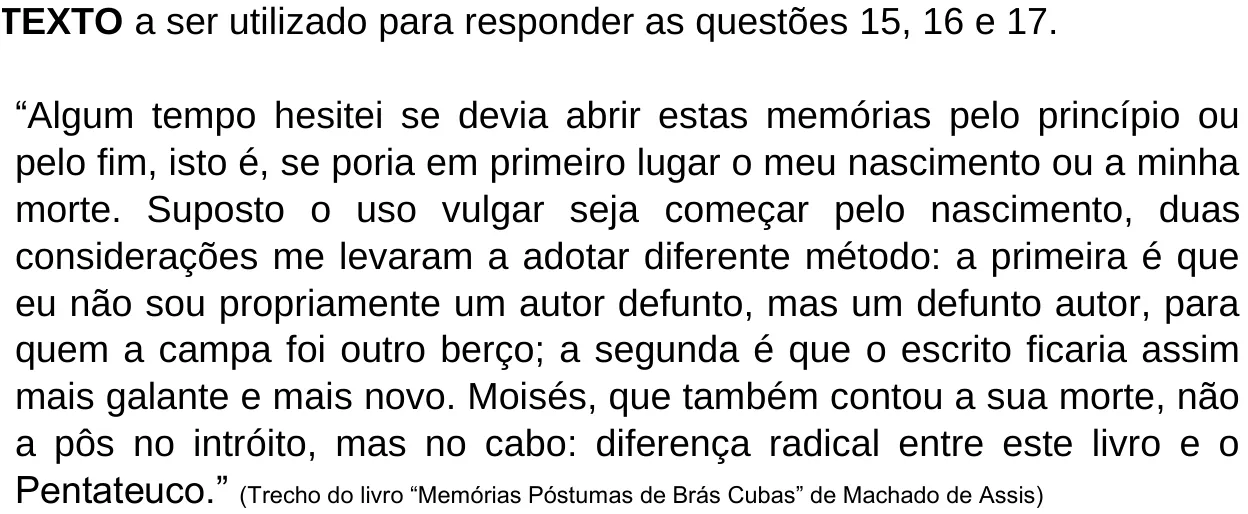 TEXTO a ser utilizado para responder as questões 15, 16 e 17.
“Algum tempo hesitei se devia abrir estas memórias pelo princípio ou
pelo fim, isto é, se poria em primeiro lugar o meu nascimento ou a minha
morte. Suposto o uso vulgar seja começar pelo nascimento, duas
considerações me levaram a adotar diferente método: a primeira é que
eu não sou propriamente um autor defunto, mas um defunto autor, para
quem a campa foi outro berço; a segunda é que o escrito ficaria assim
mais galante e mais novo. Moisés, que também contou a sua morte, não
a pôs no intróito, mas no cabo: diferença radical entre este livro e o
Pentateuco.” (Trecho do livro “Memórias Póstumas de Brás Cubas” de Machado de Assis)